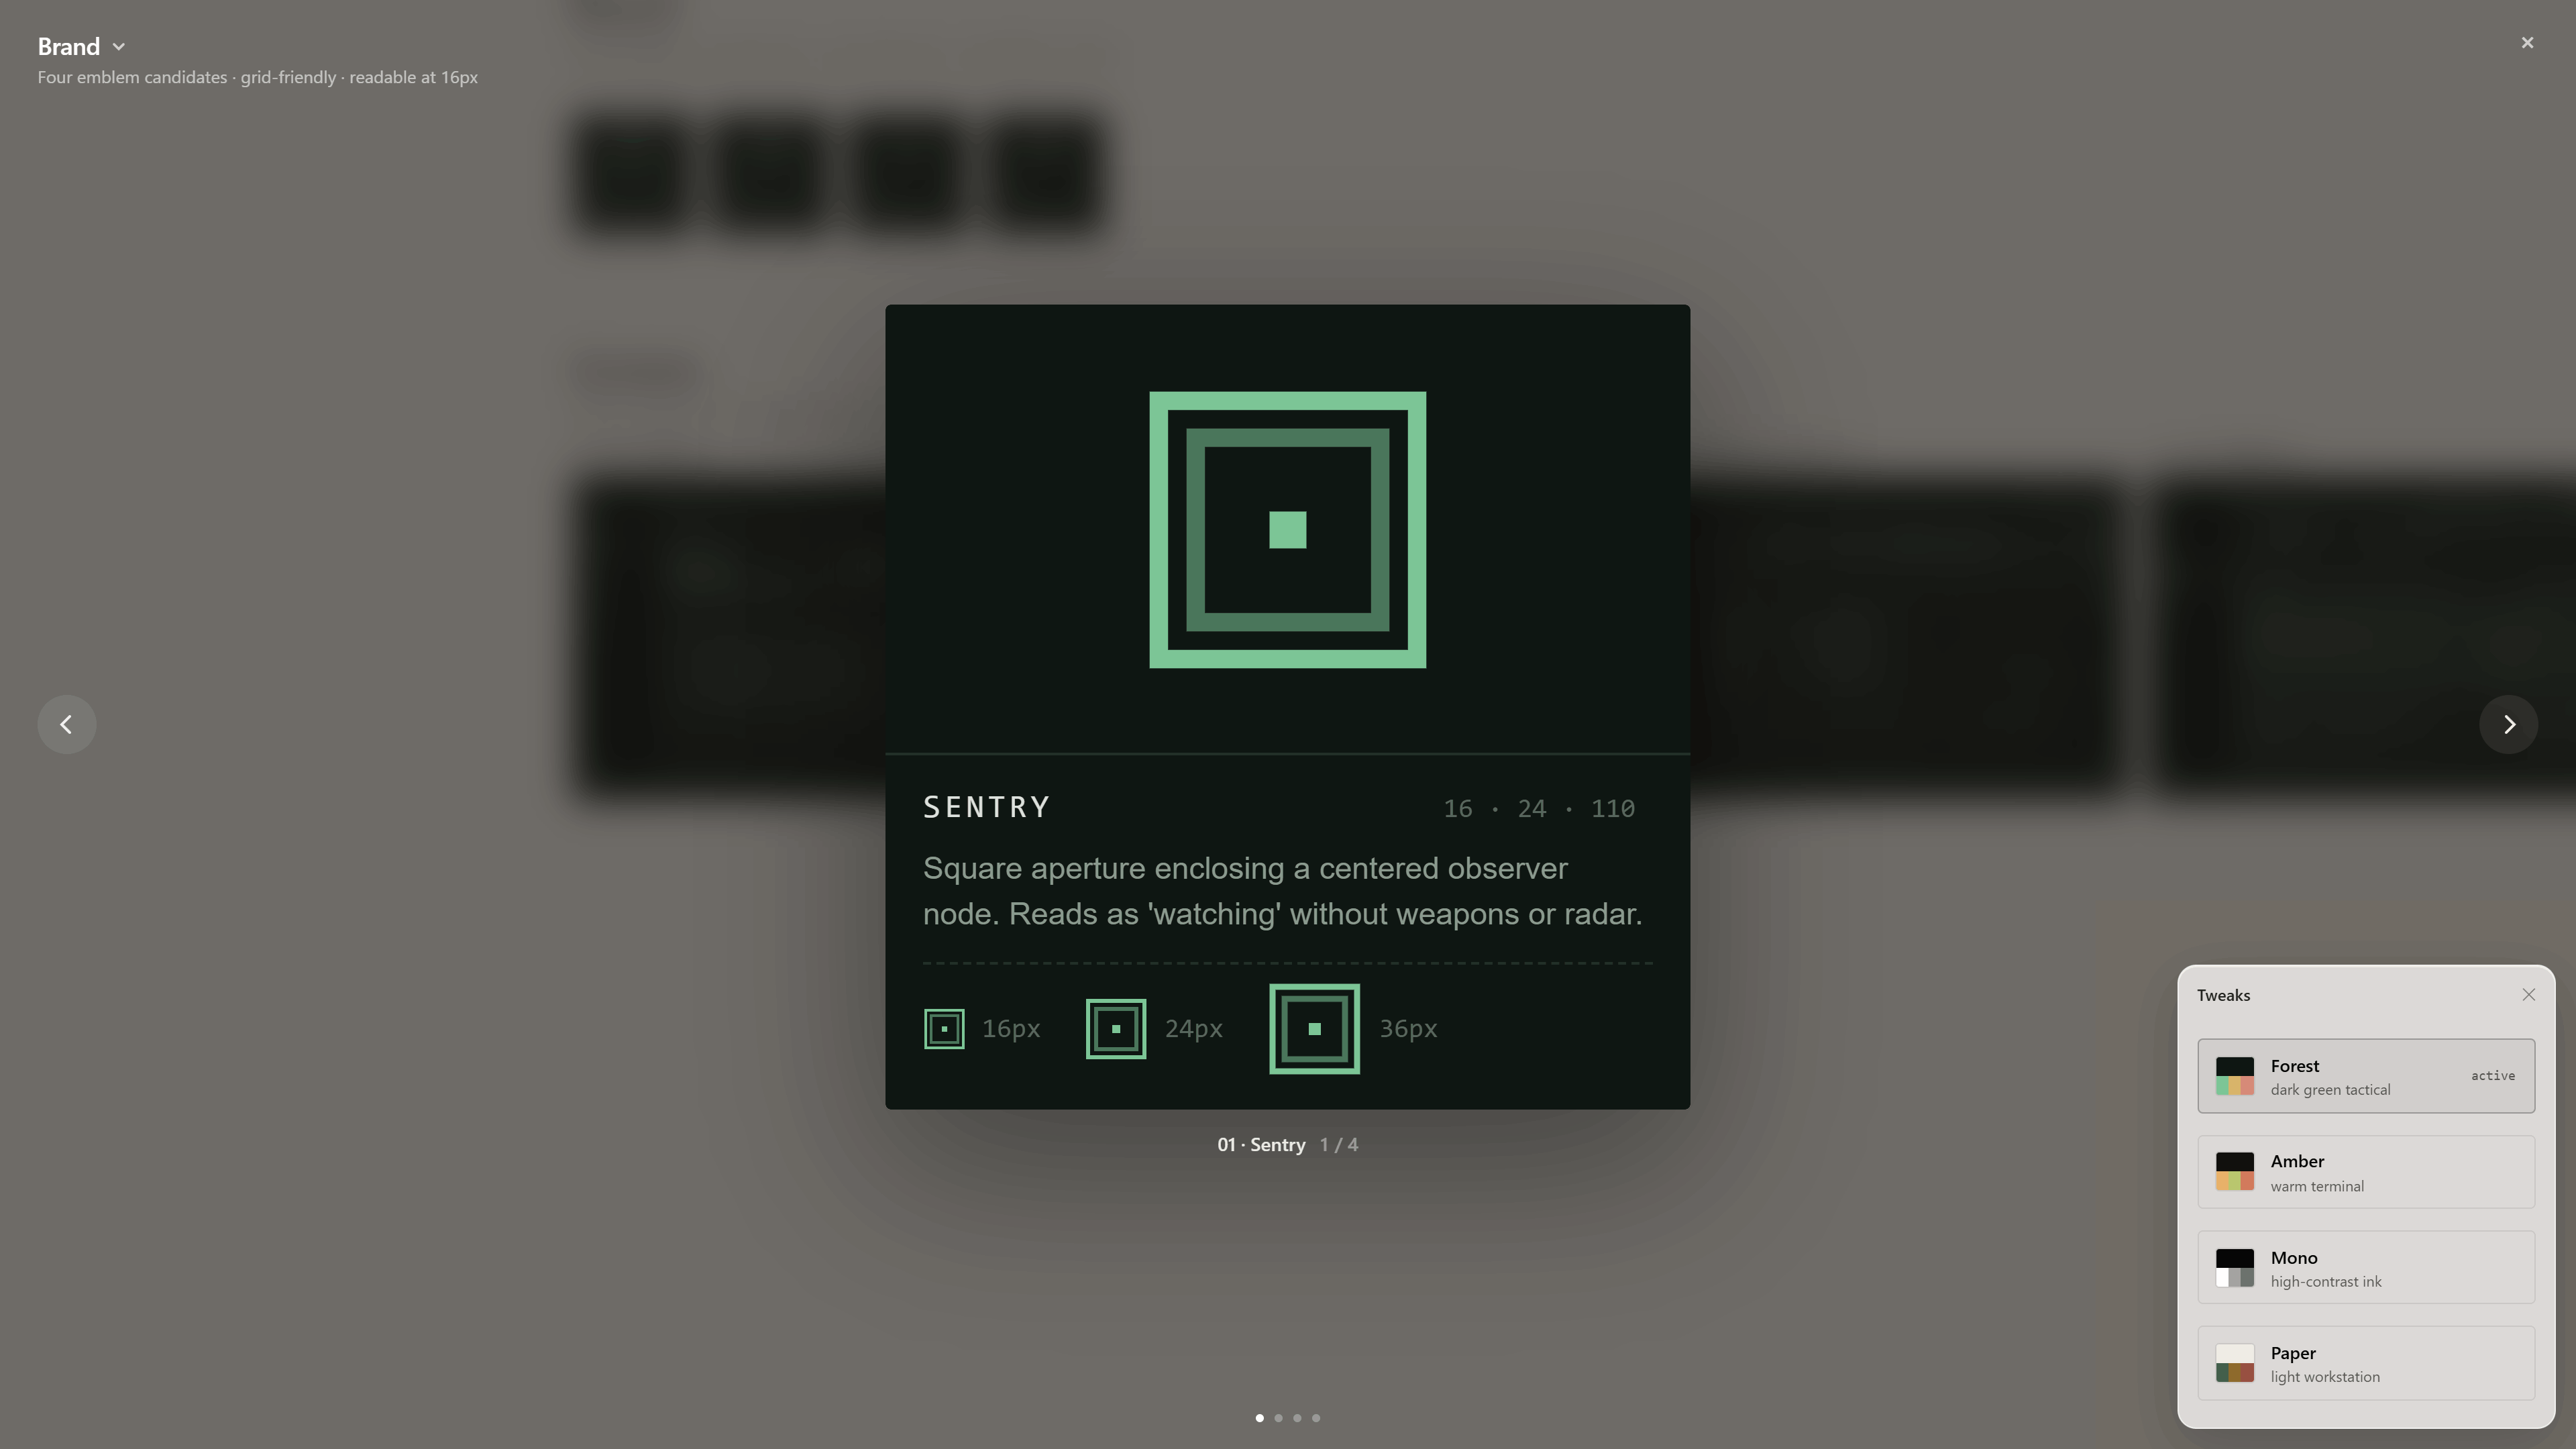 Brand
Four emblem candidates · grid-friendly · readable at 16px
SENTRY
16 · 24 · 110
Square aperture enclosing a centered observer
node. Reads as 'watching' without weapons or radar.
16px
24px
36px
01 · Sentry 1 / 4
Tweaks
Forest
dark green tactical
active
Amber
warm terminal
Mono
high-contrast ink
Paper
light workstation